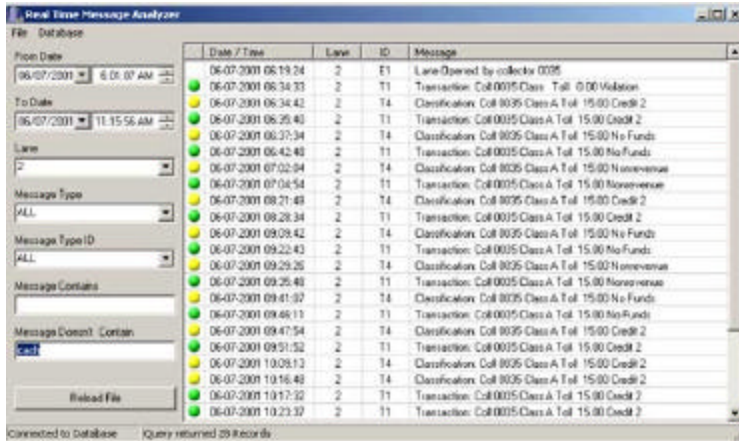 Real Time Message Analyzer
File Database
From Date
06/07/2001 6:01:07 AM
To Date
06/07/2001 11:15:56 AM
Lane
2
Message Type
ALL
Message Type ID
ALL
Message Contains
Message Doesn't Contain
cash
Reload File
Date / Time Lane ID Message
06-07-2001 06:19:24 2 E1 Lane Opened by collector 0035
06-07-2001 06:34:33 2 T1 Transaction: Coll 0035 Class Toll 0.00 Violation
06-07-2001 06:34:42 2 T4 Classification: Coll 0035 Class A Toll 15.00 Credit 2
06-07-2001 06:35:40 2 T1 Transaction: Coll 0035 Class A Toll 15.00 Credit 2
06-07-2001 06:37:34 2 T4 Classification: Coll 0035 Class A Toll 15.00 No Funds
06-07-2001 06:42:48 2 T1 Transaction: Coll 0035 Class A Toll 15.00 No Funds
06-07-2001 07:02:04 2 T4 Classification: Coll 0035 Class A Toll 15.00 Nonrevenue
06-07-2001 07:04:54 2 T1 Transaction: Coll 0035 Class A Toll 15.00 Nonrevenue
06-07-2001 08:21:48 2 T4 Classification: Coll 0035 Class A Toll 15.00 Credit 2
06-07-2001 08:28:34 2 T1 Transaction: Coll 0035 Class A Toll 15.00 Credit 2
06-07-2001 09:09:42 2 T4 Classification: Coll 0035 Class A Toll 15.00 No Funds
06-07-2001 09:22:43 2 T1 Transaction: Coll 0035 Class A Toll 15.00 No Funds
06-07-2001 09:29:26 2 T4 Classification: Coll 0035 Class A Toll 15.00 Nonrevenue
06-07-2001 09:35:48 2 T1 Transaction: Coll 0035 Class A Toll 15.00 Nonrevenue
06-07-2001 09:41:07 2 T4 Classification: Coll 0035 Class A Toll 15.00 No Funds
06-07-2001 09:46:11 2 T1 Transaction: Coll 0035 Class A Toll 15.00 No Funds
06-07-2001 09:47:54 2 T4 Classification: Coll 0035 Class A Toll 15.00 Credit 2
06-07-2001 09:51:52 2 T1 Transaction: Coll 0035 Class A Toll 15.00 Credit 2
06-07-2001 10:09:13 2 T4 Classification: Coll 0035 Class A Toll 15.00 Credit 2
06-07-2001 10:16:48 2 T4 Classification: Coll 0035 Class A Toll 15.00 Credit 2
06-07-2001 10:17:32 2 T1 Transaction: Coll 0035 Class A Toll 15.00 Credit 2
06-07-2001 10:23:37 2 T1 Transaction: Coll 0035 Class A Toll 15.00 Credit 2
Connected to Database Query returned 28 Records